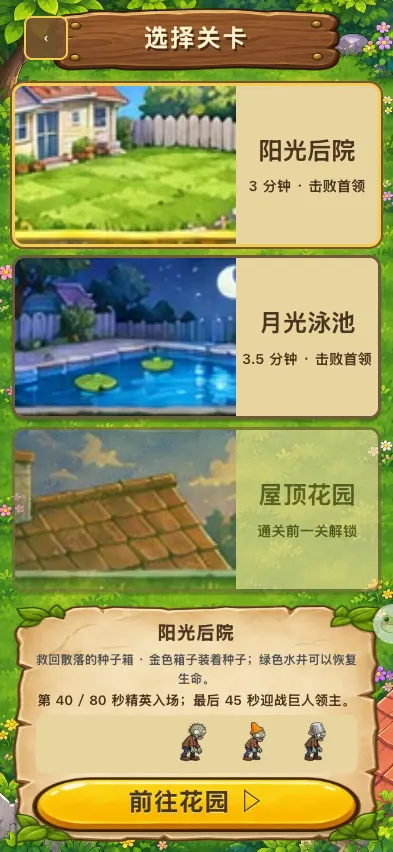 ‹
选择关卡
阳光后院
3 分钟 · 击败首领
月光泳池
3.5 分钟 · 击败首领
屋顶花园
通关前一关解锁
阳光后院
救回散落的种子箱 · 金色箱子装着种子；绿色水井可以恢复
生命。
第 40 / 80 秒精英入场；最后 45 秒迎战巨人领主。
前往花园 ▷